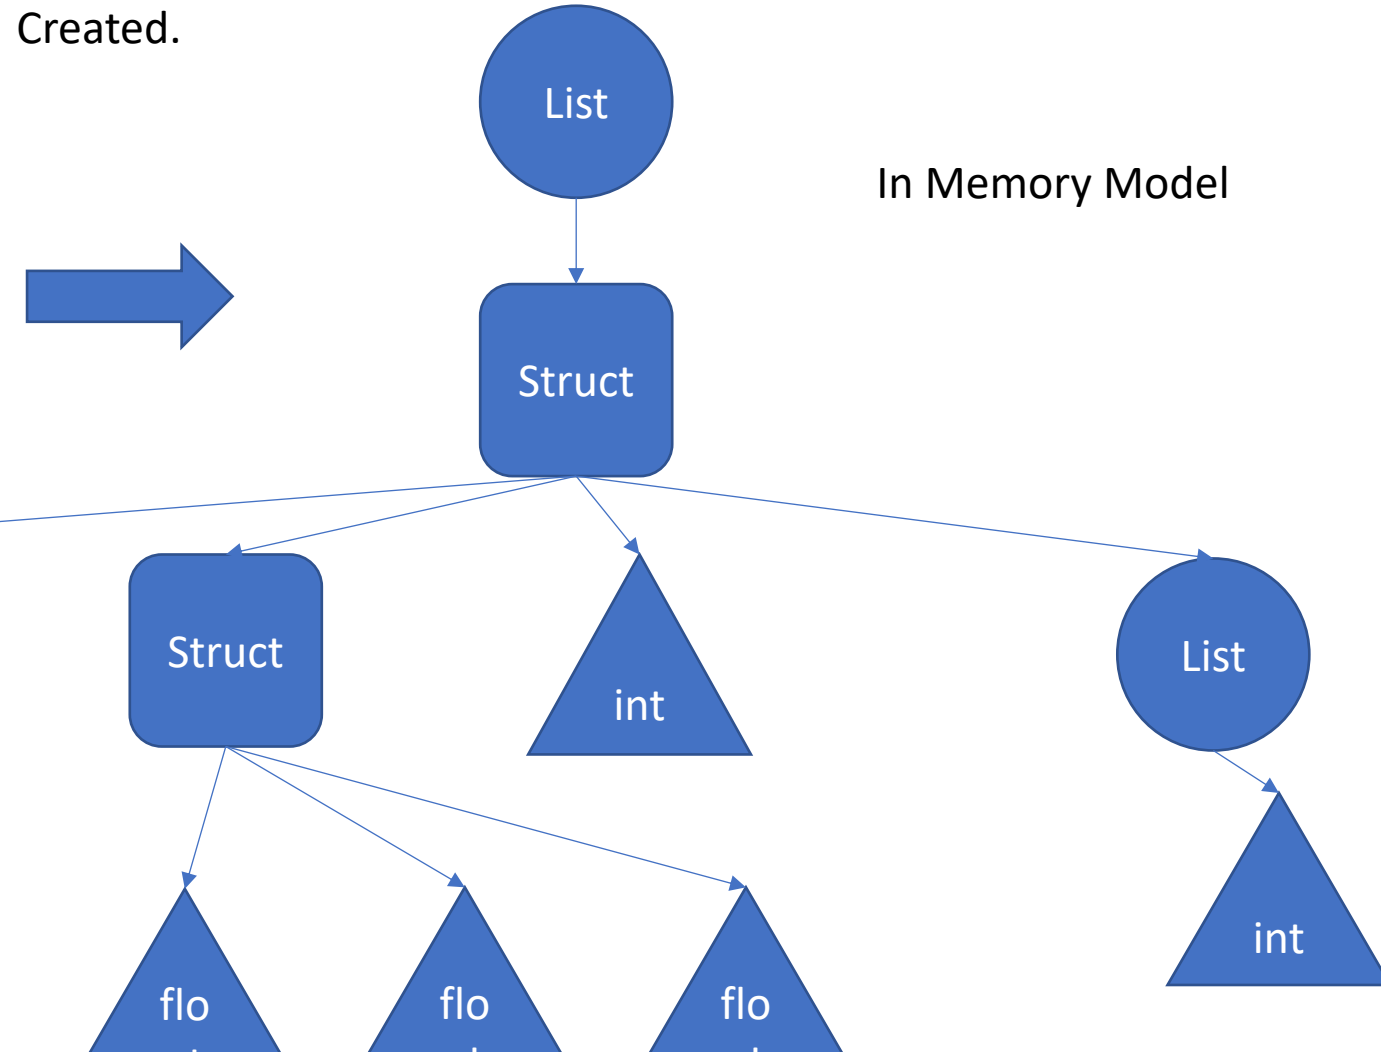 Created.
List
In Memory Model
Struct
Struct
int
List
int
flo
flo
flo